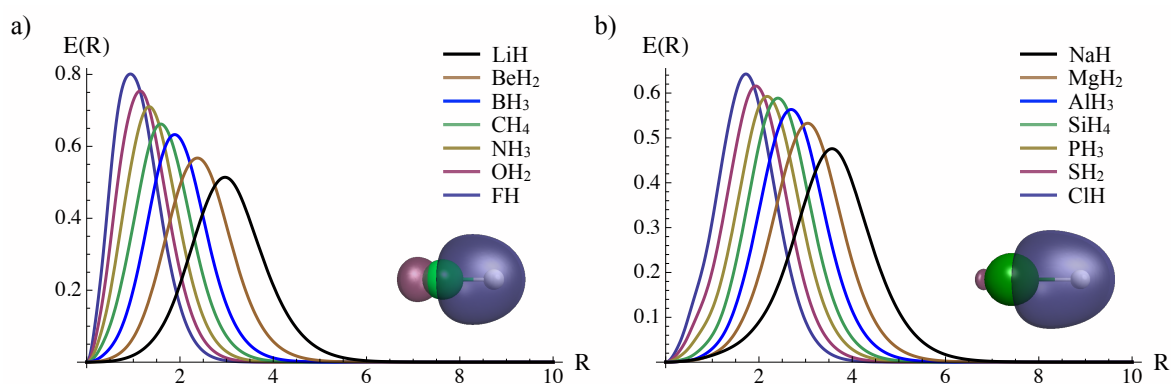 a)
E(R)
0.8
0.6
0.4
0.2
2
4
6
8
10
R
LiH
BeH₂
BH₃
CH₄
NH₃
OH₂
FH
b)
E(R)
0.6
0.5
0.4
0.3
0.2
0.1
2
4
6
8
10
R
NaH
MgH₂
AlH₃
SiH₄
PH₃
SH₂
ClH